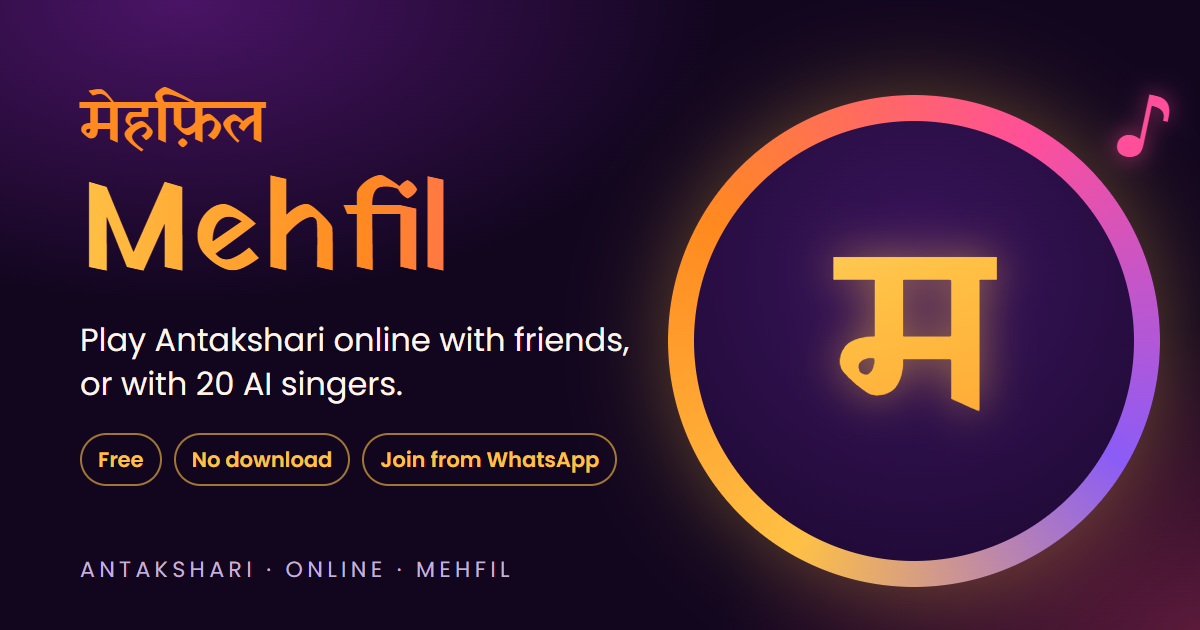 मेहफ़िल
Mehfil
Play Antakshari online with friends,
or with 20 AI singers.
Free
No download
Join from WhatsApp
ANTAKSHARI · ONLINE · MEHFIL
म